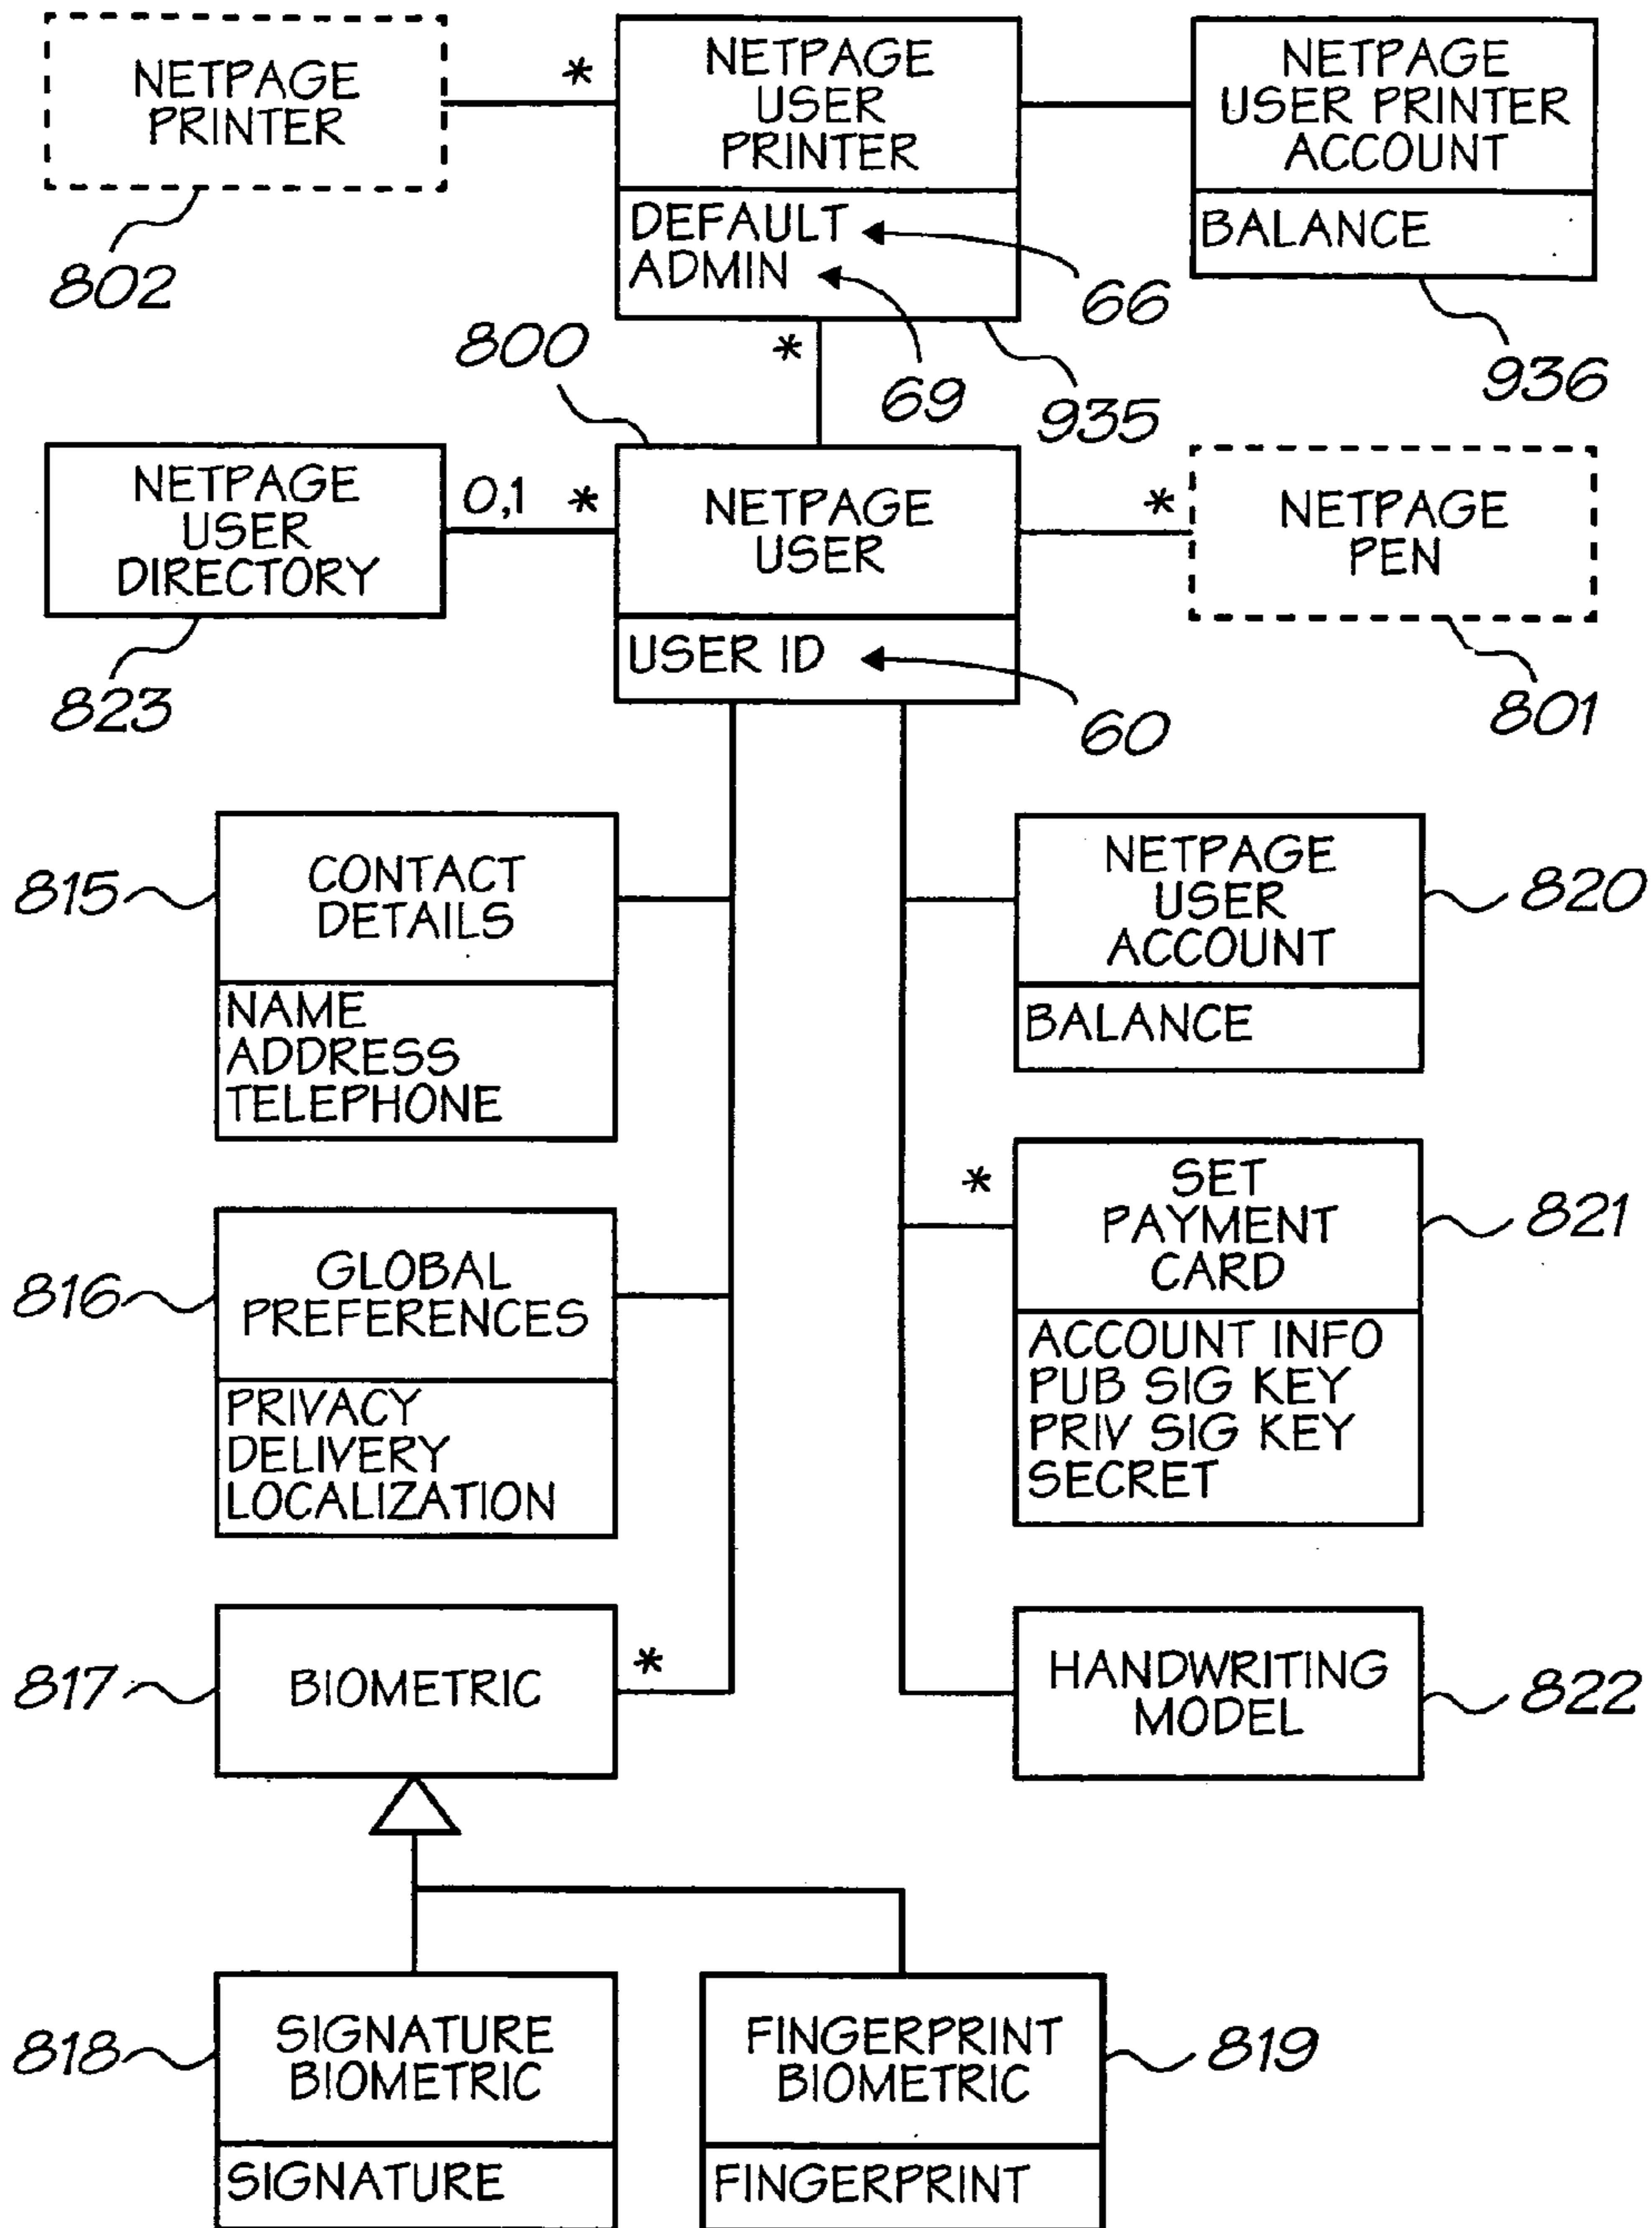 NETPAGE
PRINTER
802
*
NETPAGE
USER
PRINTER
DEFAULT
ADMIN
66
69
935
*
NETPAGE
USER PRINTER
ACCOUNT
BALANCE
936
800
NETPAGE
USER
DIRECTORY
823
0,1 *
NETPAGE
USER
USER ID
60
*
NETPAGE
PEN
801
815
CONTACT
DETAILS
NAME
ADDRESS
TELEPHONE
NETPAGE
USER
ACCOUNT
BALANCE
820
816
GLOBAL
PREFERENCES
PRIVACY
DELIVERY
LOCALIZATION
*
SET
PAYMENT
CARD
ACCOUNT INFO
PUB SIG KEY
PRIV SIG KEY
SECRET
821
817
BIOMETRIC
*
HANDWRITING
MODEL
822
818
SIGNATURE
BIOMETRIC
SIGNATURE
FINGERPRINT
BIOMETRIC
FINGERPRINT
819